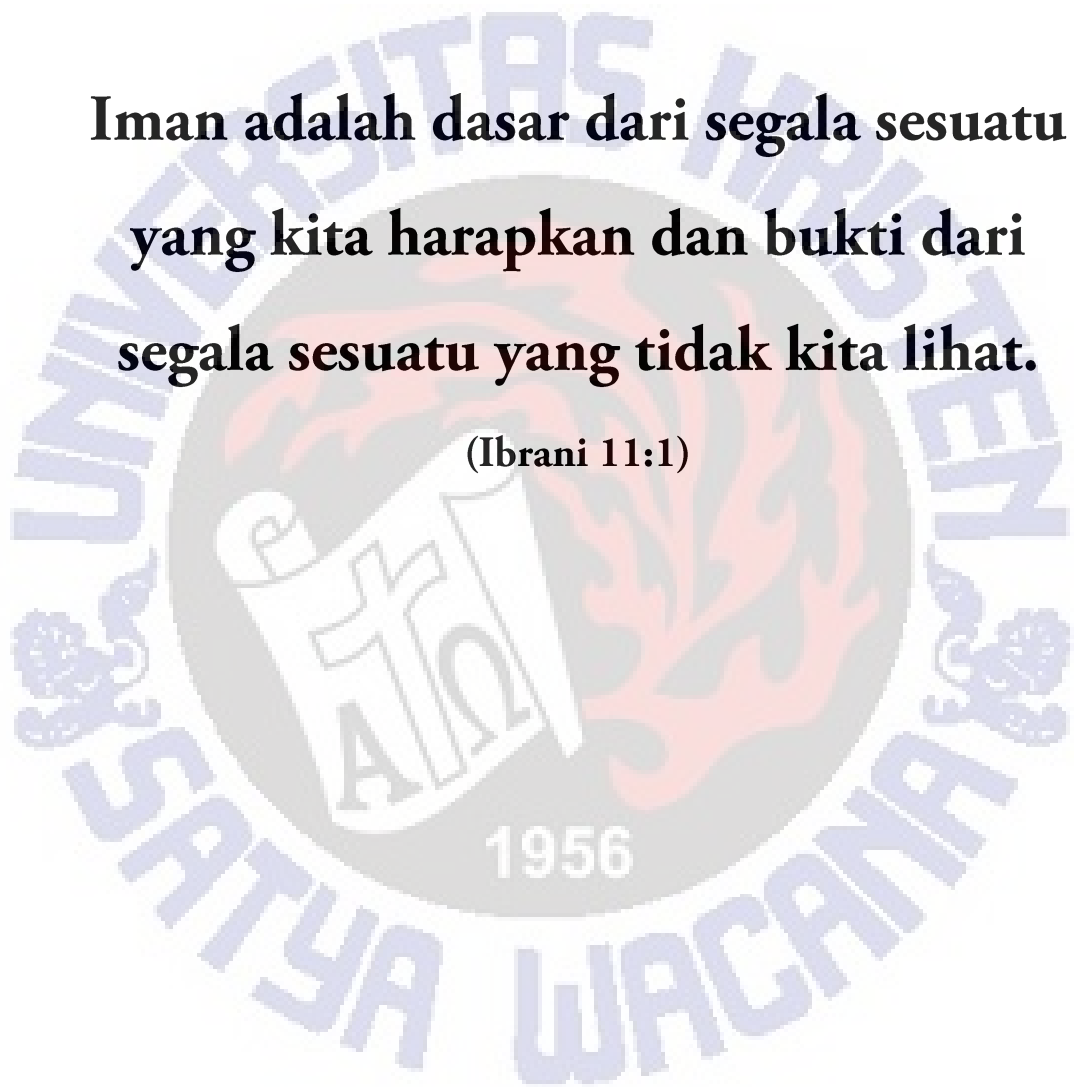 Iman adalah dasar dari segala sesuatu
yang kita harapkan dan bukti dari
segala sesuatu yang tidak kita lihat.
(Ibrani 11:1)
UNIVERSITAS KRISTEN
SATYA WACANA
Α Ω
1956